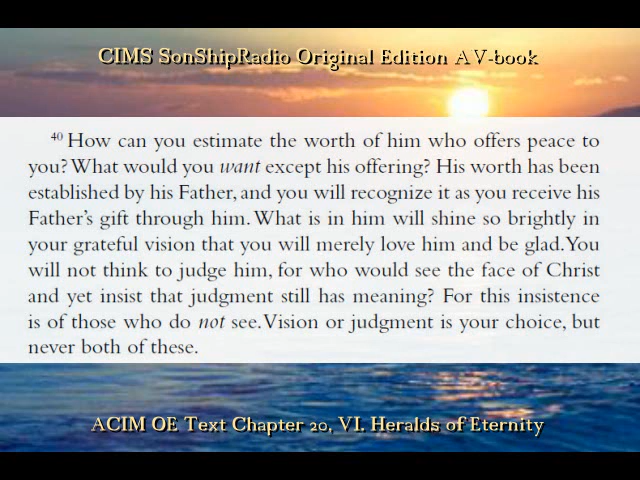 CIMS SonShipRadio Original Edition AV-book
40 How can you estimate the worth of him who offers peace to
you? What would you want except his offering? His worth has been
established by his Father, and you will recognize it as you receive his
Father's gift through him. What is in him will shine so brightly in
your grateful vision that you will merely love him and be glad. You
will not think to judge him, for who would see the face of Christ
and yet insist that judgment still has meaning? For this insistence
is of those who do not see. Vision or judgment is your choice, but
never both of these.
ACIM OE Text Chapter 20, VI. Heralds of Eternity